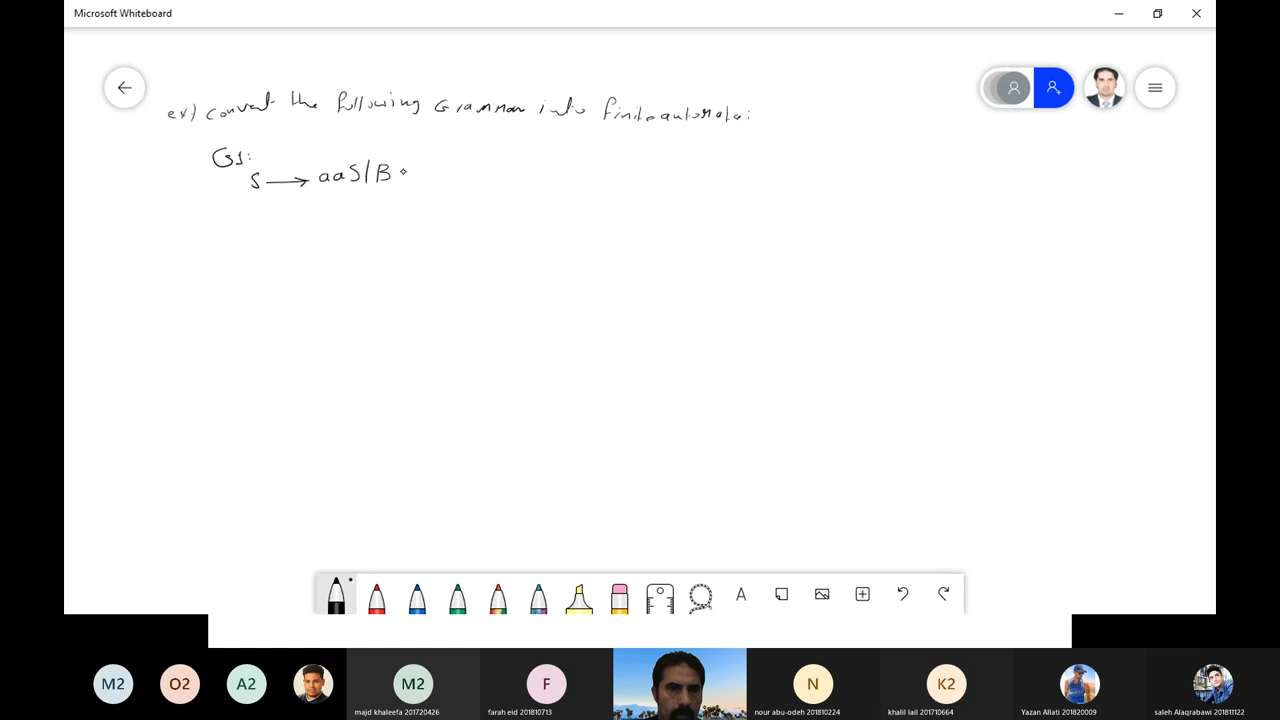 Microsoft Whiteboard
ex) convert the following Grammar into finite automata:
G1:
S → aaS/B
A
M2
O2
A2
M2
F
N
K2
majd khaleefa 201720426
farah eid 201810713
nour abu-odeh 201810224
khalil lail 201710664
Yazan Allati 201820009
saleh Alaqrabawi 201811122